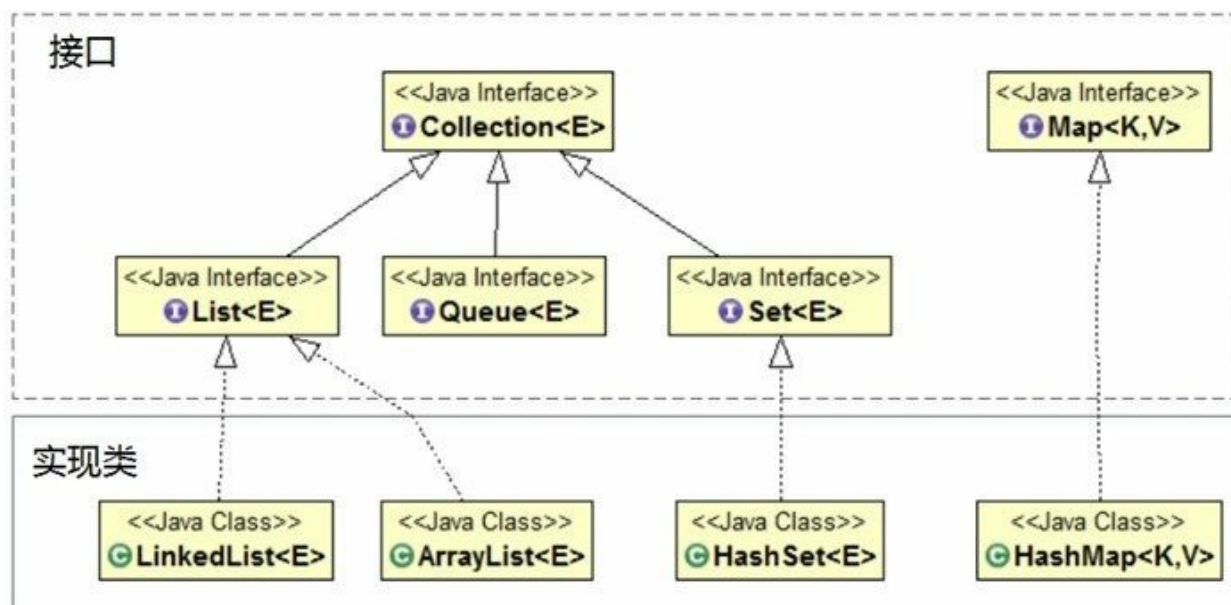 接口
<<Java Interface>>
Collection<E>
<<Java Interface>>
Map<K,V>
<<Java Interface>>
List<E>
<<Java Interface>>
Queue<E>
<<Java Interface>>
Set<E>
实现类
<<Java Class>>
LinkedList<E>
<<Java Class>>
ArrayList<E>
<<Java Class>>
HashSet<E>
<<Java Class>>
HashMap<K,V>